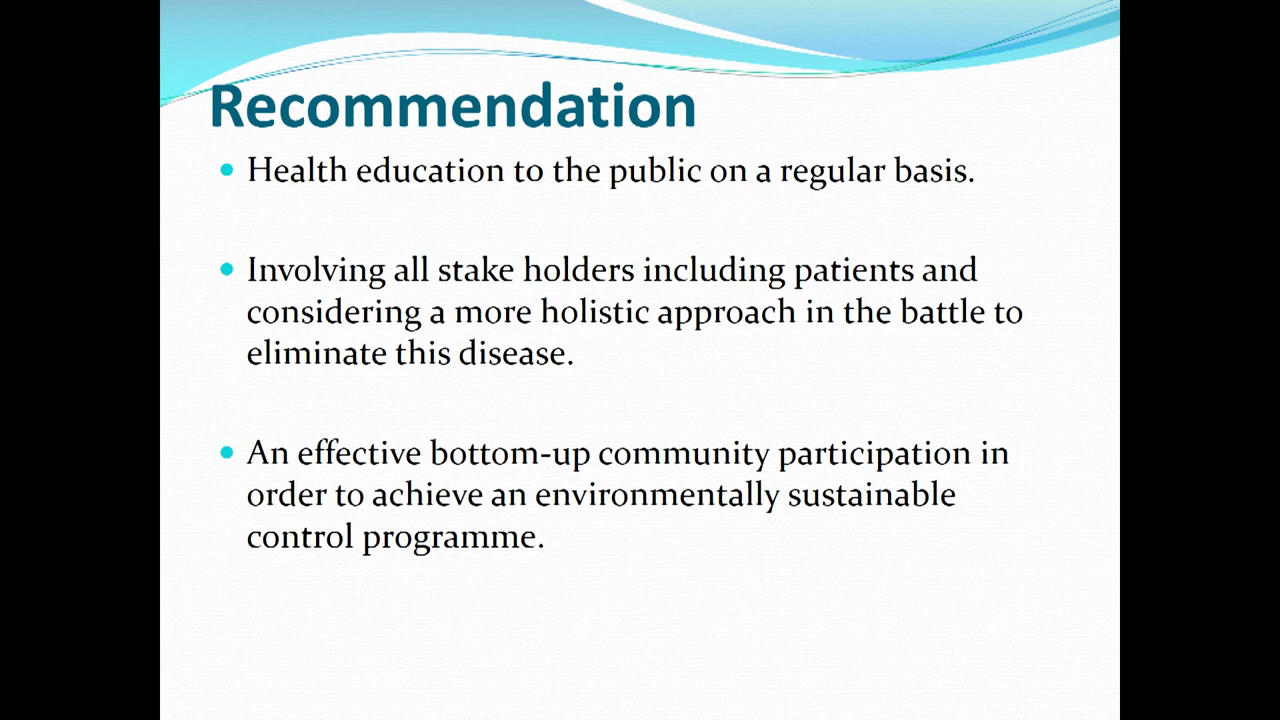 Recommendation
Health education to the public on a regular basis.
Involving all stake holders including patients and
considering a more holistic approach in the battle to
eliminate this disease.
An effective bottom-up community participation in
order to achieve an environmentally sustainable
control programme.